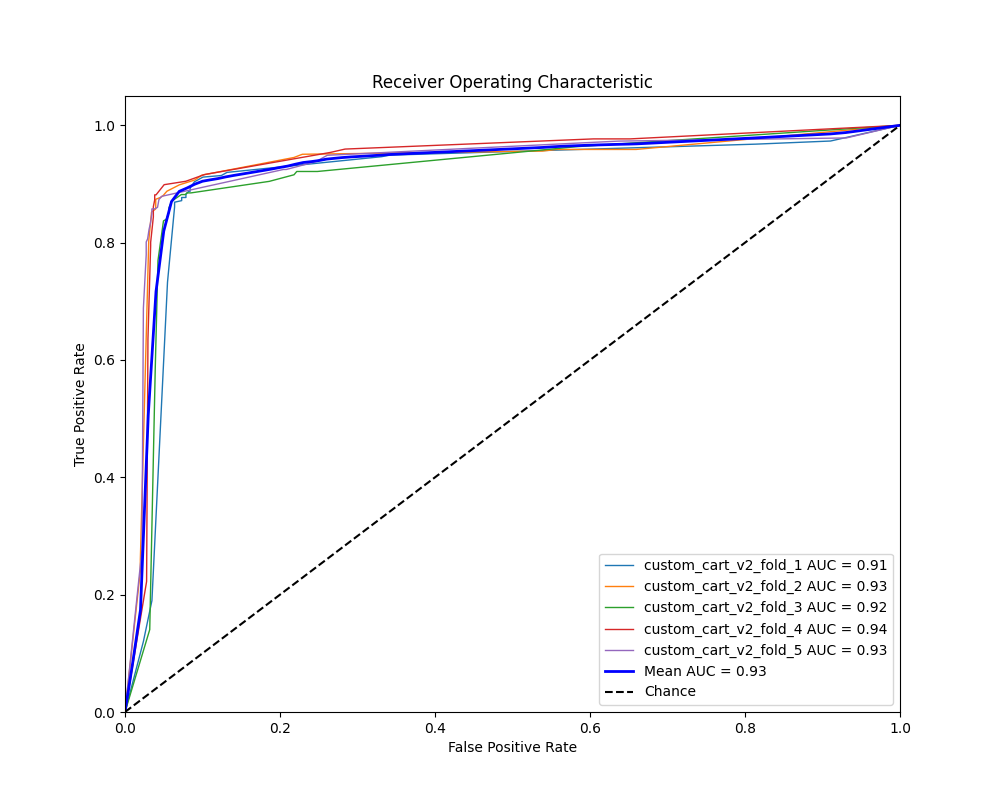 Receiver Operating Characteristic
True Positive Rate
1.0
0.8
0.6
0.4
0.2
0.0
custom_cart_v2_fold_1 AUC = 0.91
custom_cart_v2_fold_2 AUC = 0.93
custom_cart_v2_fold_3 AUC = 0.92
custom_cart_v2_fold_4 AUC = 0.94
custom_cart_v2_fold_5 AUC = 0.93
Mean AUC = 0.93
Chance
0.0 0.2 0.4 0.6 0.8 1.0
False Positive Rate